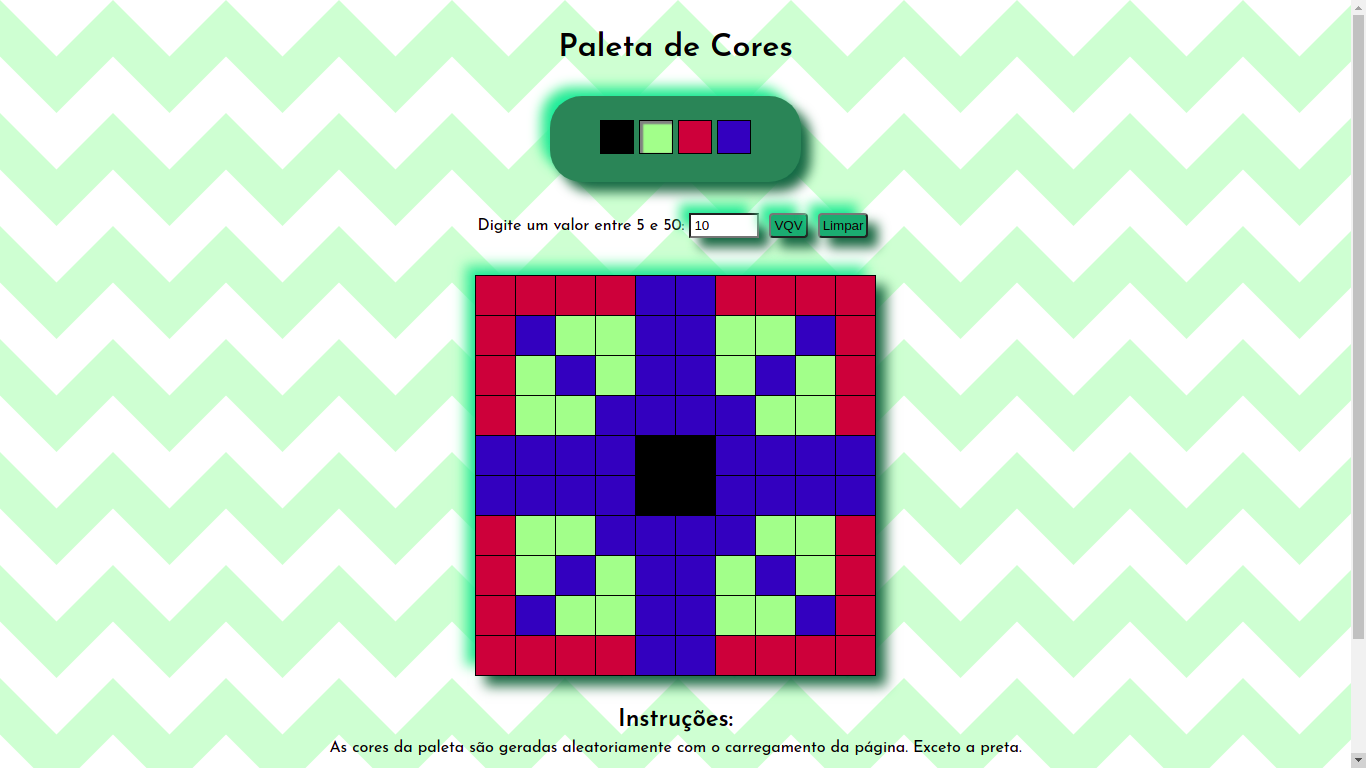 Paleta de Cores
Digite um valor entre 5 e 50: 10 VQV Limpar
Instruções:
As cores da paleta são geradas aleatoriamente com o carregamento da página. Exceto a preta.